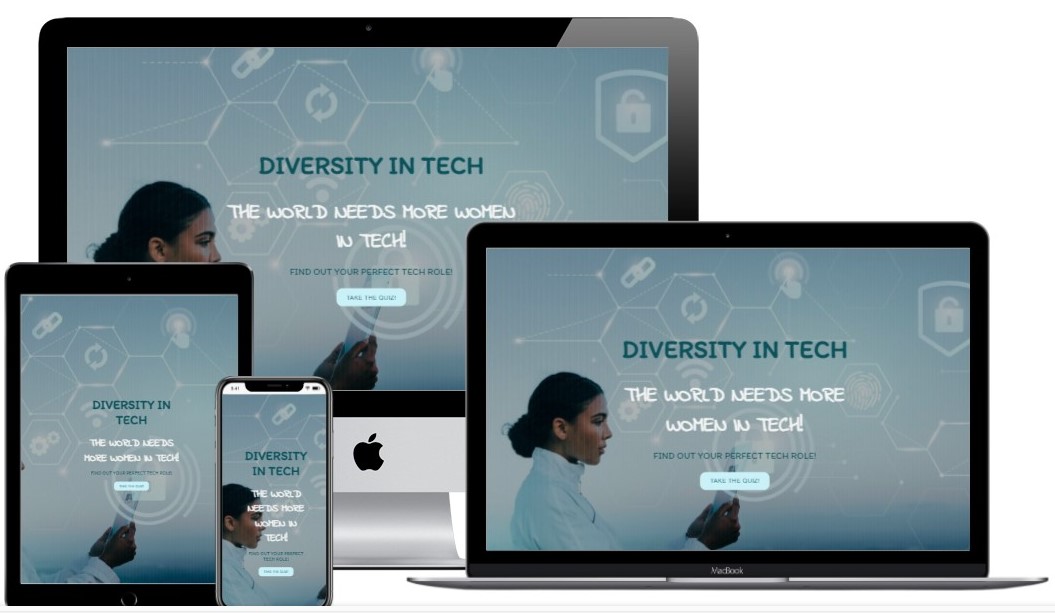 DIVERSITY IN TECH
THE WORLD NEEDS MORE WOMEN
IN TECH!
FIND OUT YOUR PERFECT TECH ROLE!
TAKE THE QUIZ!
DIVERSITY IN TECH
THE WORLD NEEDS MORE
WOMEN IN TECH!
FIND OUT YOUR PERFECT TECH ROLE!
TAKE THE QUIZ!
MacBook
DIVERSITY IN
TECH
THE WORLD NEEDS
MORE WOMEN IN TECH!
FIND OUT YOUR PERFECT TECH ROLE!
TAKE THE QUIZ!
9:41
DIVERSITY
IN TECH
THE WORLD
NEEDS MORE
WOMEN IN
TECH!
FIND OUT YOUR PERFECT
TECH ROLE!
TAKE THE QUIZ!